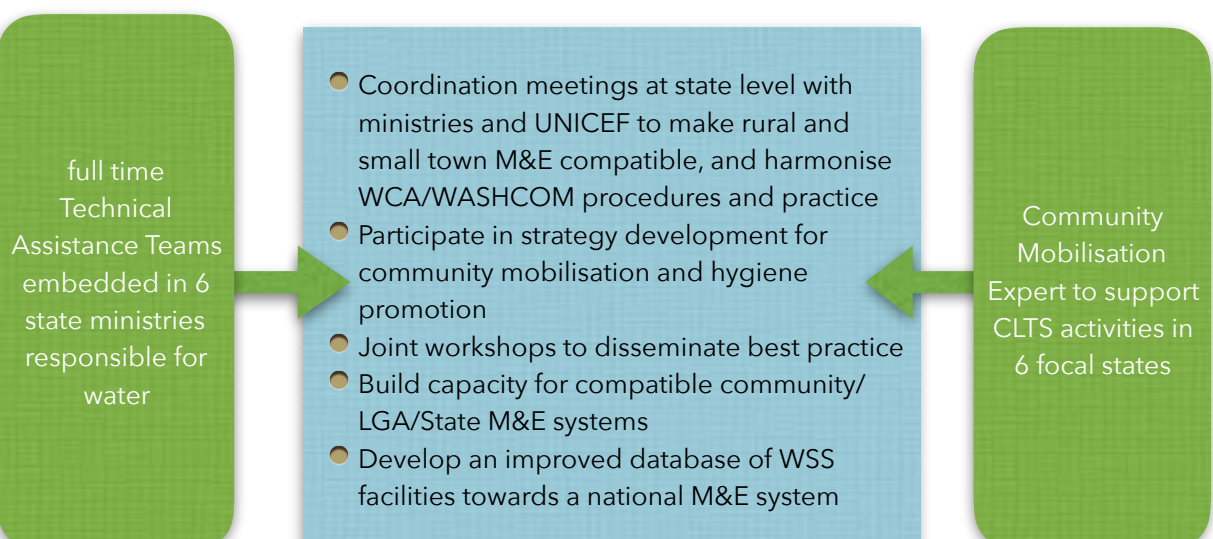 full time
Technical
Assistance Teams
embedded in 6
state ministries
responsible for
water
Coordination meetings at state level with
ministries and UNICEF to make rural and
small town M&E compatible, and harmonise
WCA/WASHCOM procedures and practice
Participate in strategy development for
community mobilisation and hygiene
promotion
Joint workshops to disseminate best practice
Build capacity for compatible community/
LGA/State M&E systems
Develop an improved database of WSS
facilities towards a national M&E system
Community
Mobilisation
Expert to support
CLTS activities in
6 focal states